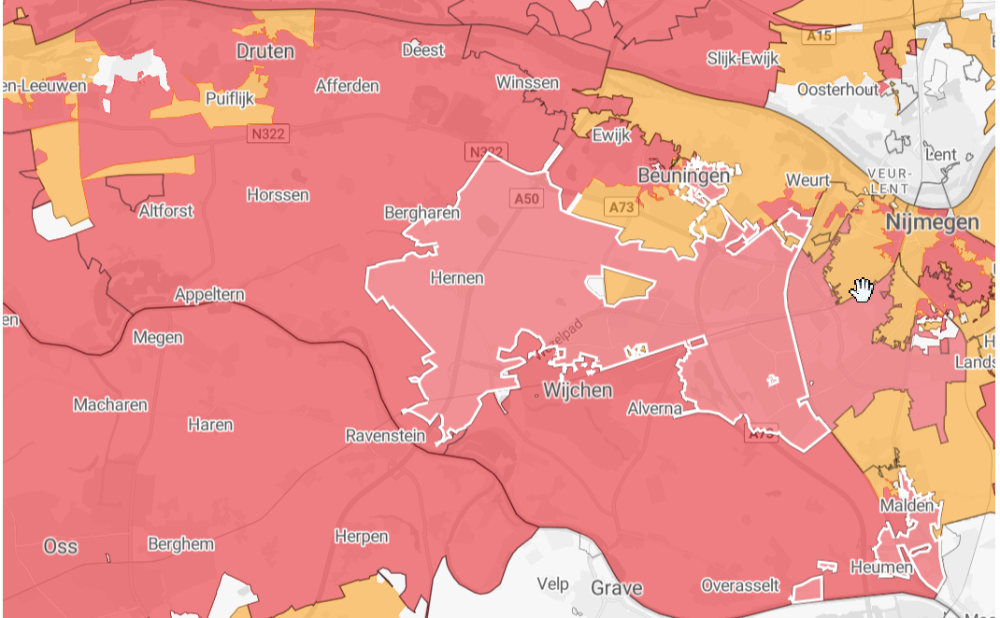 Druten
Deest
A15
Slijk-Ewijk
en-Leeuwen
Afferden
Winssen
Oosterhout
Puiflijk
N322
Ewijk
N322
Lent
Beuningen
Weurt
VEUR-
LENT
Horssen
A50
Altforst
Bergharen
A73
Nijmegen
Hernen
Appeltern
en
Megen
Lands
Wijchen
Macharen
Alverna
Haren
Ravenstein
A73
Malden
Oss
Berghem
Herpen
Heumen
Velp
Grave
Overasselt